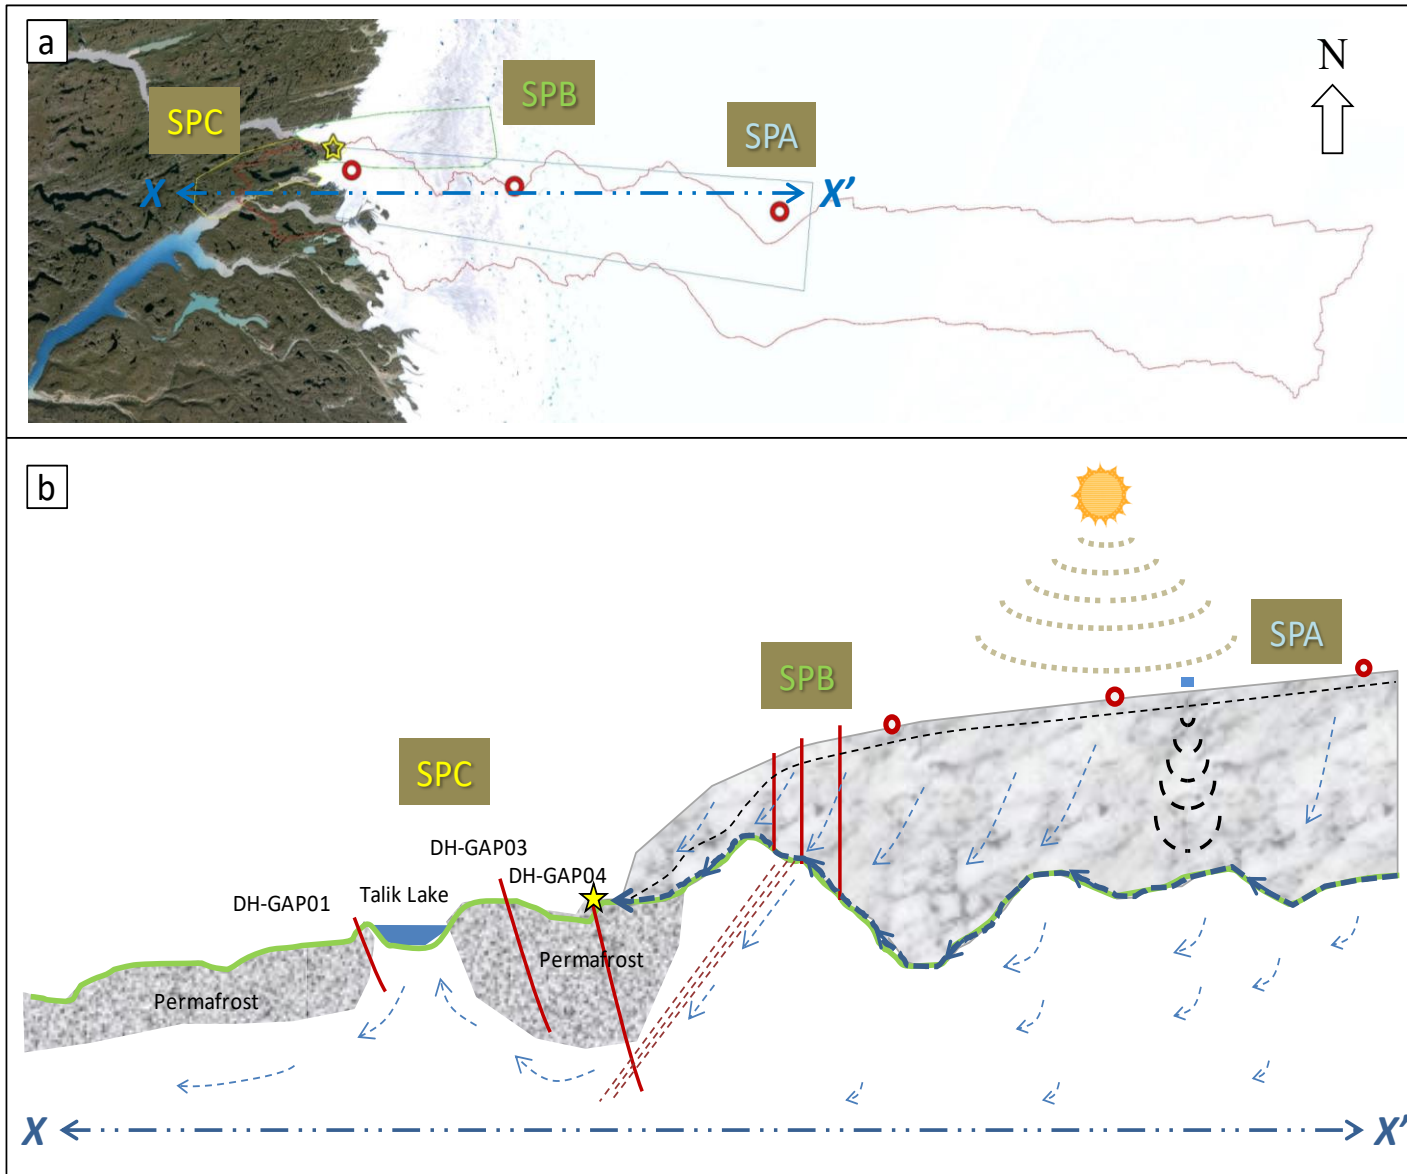 a
N
SPB
SPC
SPA
X
X'
b
SPA
SPB
SPC
DH-GAP03
DH-GAP04
Talik Lake
DH-GAP01
Permafrost
Permafrost
X
X'